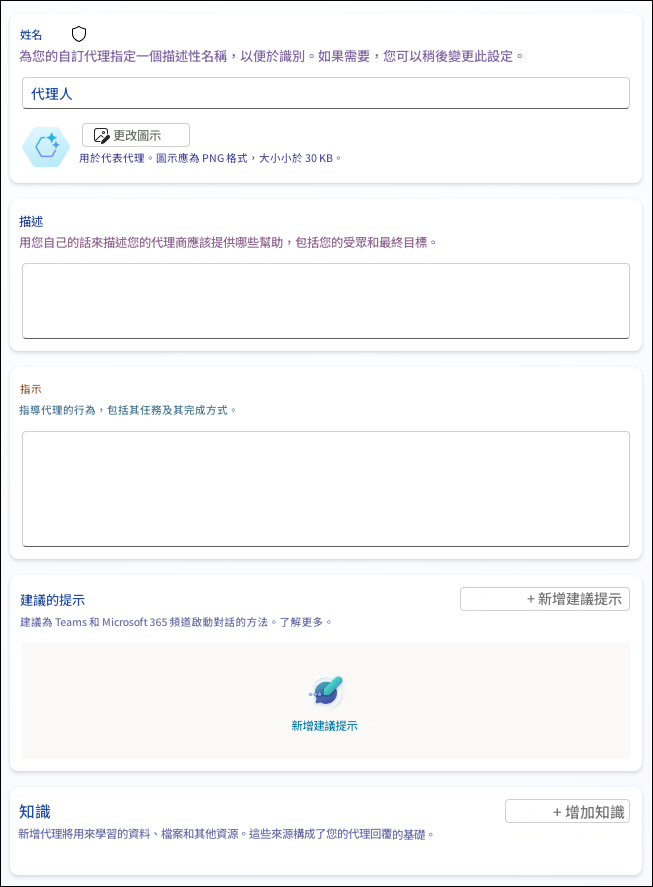 姓名
為您的自訂代理指定一個描述性名稱，以便於識別。如果需要，您可以稍後變更此設定。
代理人
更改圖示
用於代表代理。圖示應為 PNG 格式，大小小於 30 KB。
描述
用您自己的話來描述您的代理商應該提供哪些幫助，包括您的受眾和最終目標。
指示
指導代理的行為，包括其任務及其完成方式。
建議的提示
+ 新增建議提示
建議為 Teams 和 Microsoft 365 頻道啟動對話的方法。了解更多。
新增建議提示
知識
+ 增加知識
新增代理將用來學習的資料、檔案和其他資源。這些來源構成了您的代理回覆的基礎。